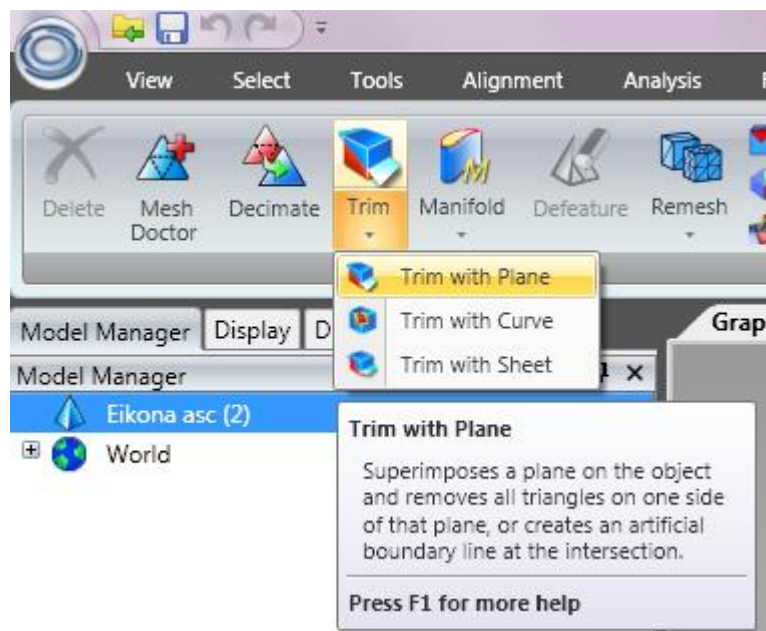 View Select Tools Alignment Analysis
Delete Mesh Doctor Decimate Trim Manifold Defeature Remesh
Trim with Plane
Trim with Curve
Trim with Sheet
Model Manager Display
Model Manager
Eikona asc (2)
World
Trim with Plane
Superimposes a plane on the object
and removes all triangles on one side
of that plane, or creates an artificial
boundary line at the intersection.
Press F1 for more help